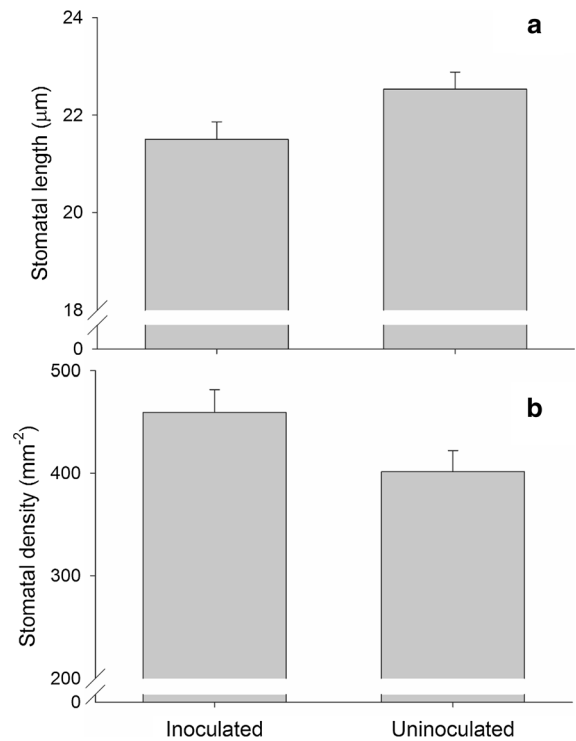 a
24
22
20
18
0
Stomatal length (μm)
b
500
400
300
200
0
Stomatal density (mm⁻²)
Inoculated
Uninoculated